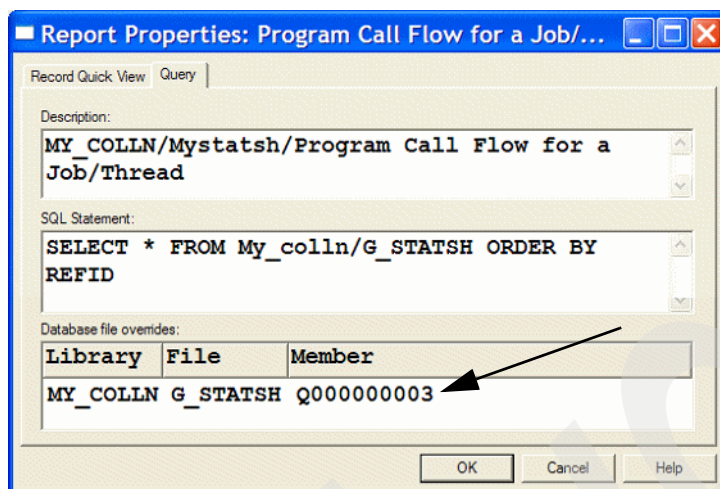 Report Properties: Program Call Flow for a Job/...
Record Quick View Query
Description:
MY_COLLN/Mystatsh/Program Call Flow for a
Job/Thread
SQL Statement:
SELECT * FROM My_colln/G_STATSH ORDER BY
REFID
Database file overrides:
Library File Member
MY_COLLN G_STATSH Q000000003
OK Cancel Help